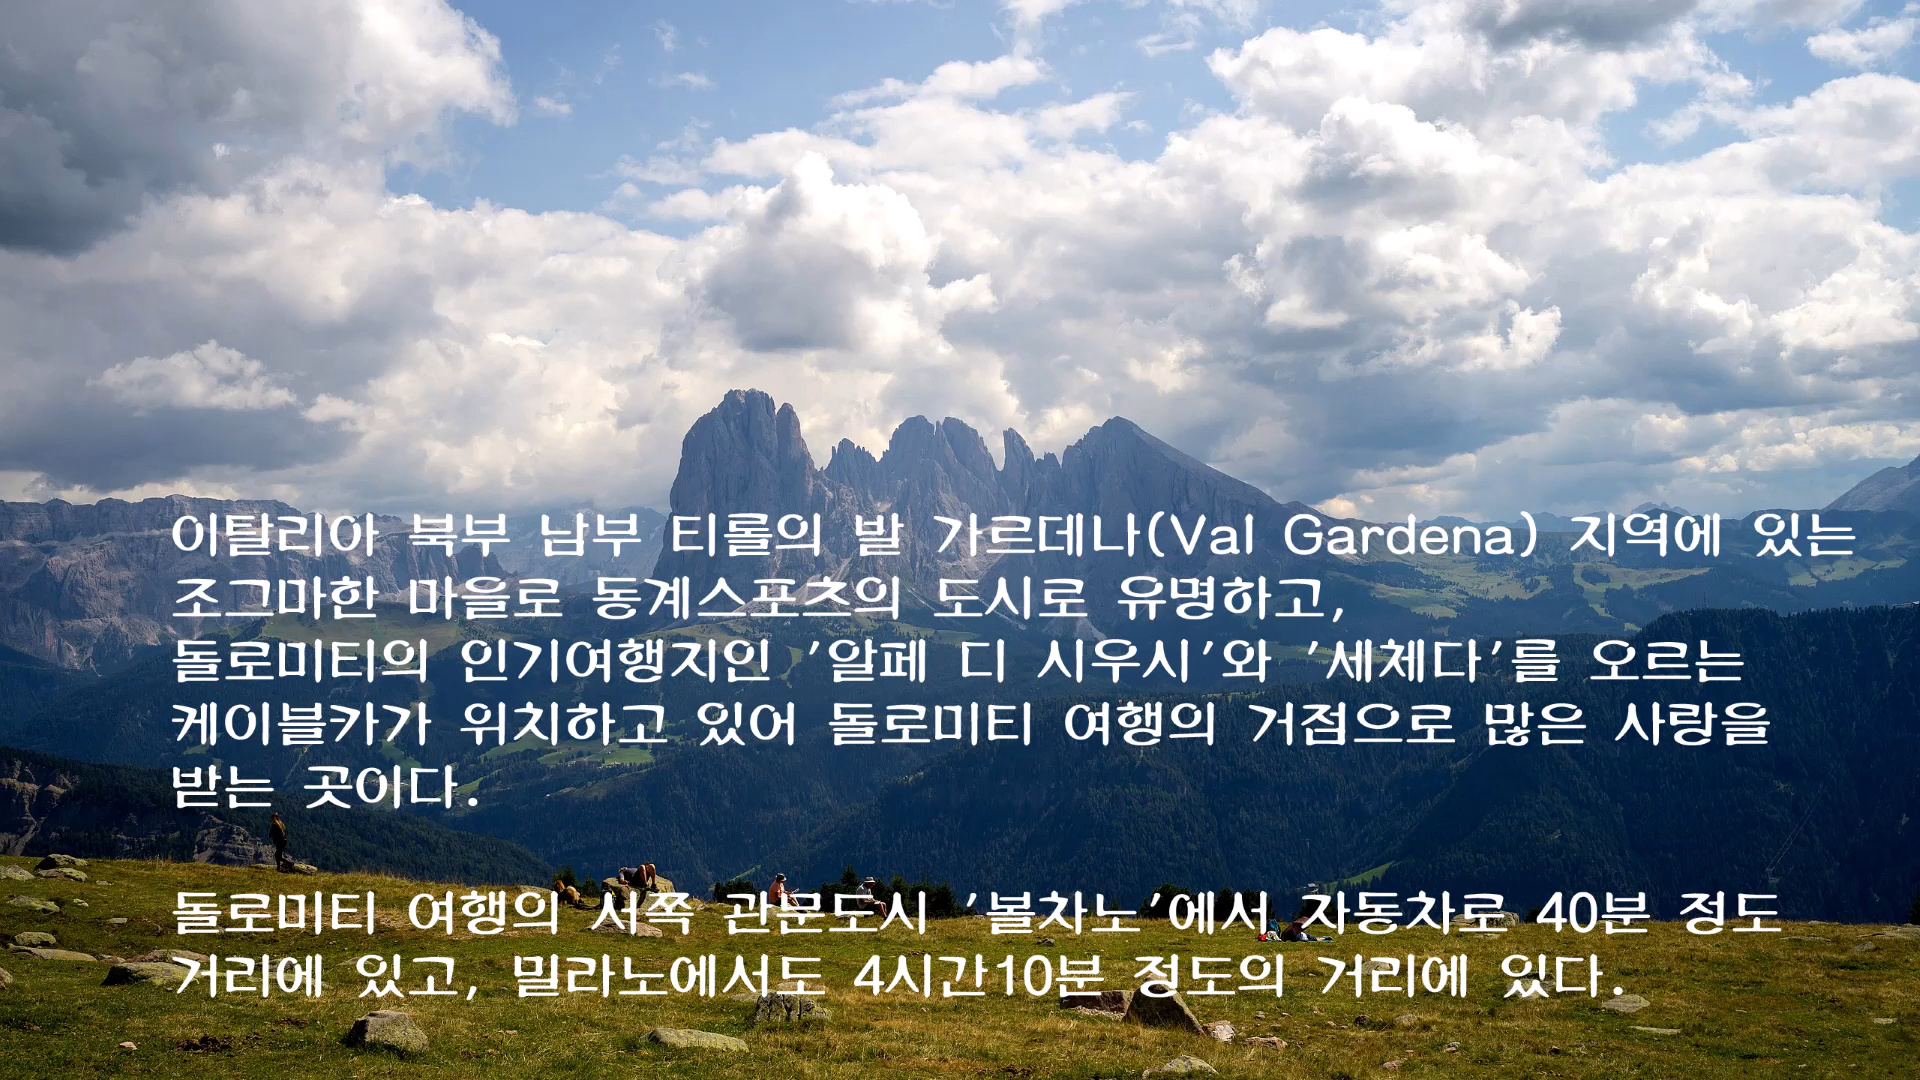 이탈리아 북부 남부 티롤의 발 가르데나(Val Gardena) 지역에 있는
조그마한 마을로 동계스포츠의 도시로 유명하고,
돌로미티의 인기여행지인 '알페 디 시우시'와 '세체다'를 오르는
케이블카가 위치하고 있어 돌로미티 여행의 거점으로 많은 사랑을
받는 곳이다.
돌로미티 여행의 서쪽 관문도시 '볼차노'에서 자동차로 40분 정도
거리에 있고, 밀라노에서도 4시간10분 정도의 거리에 있다.